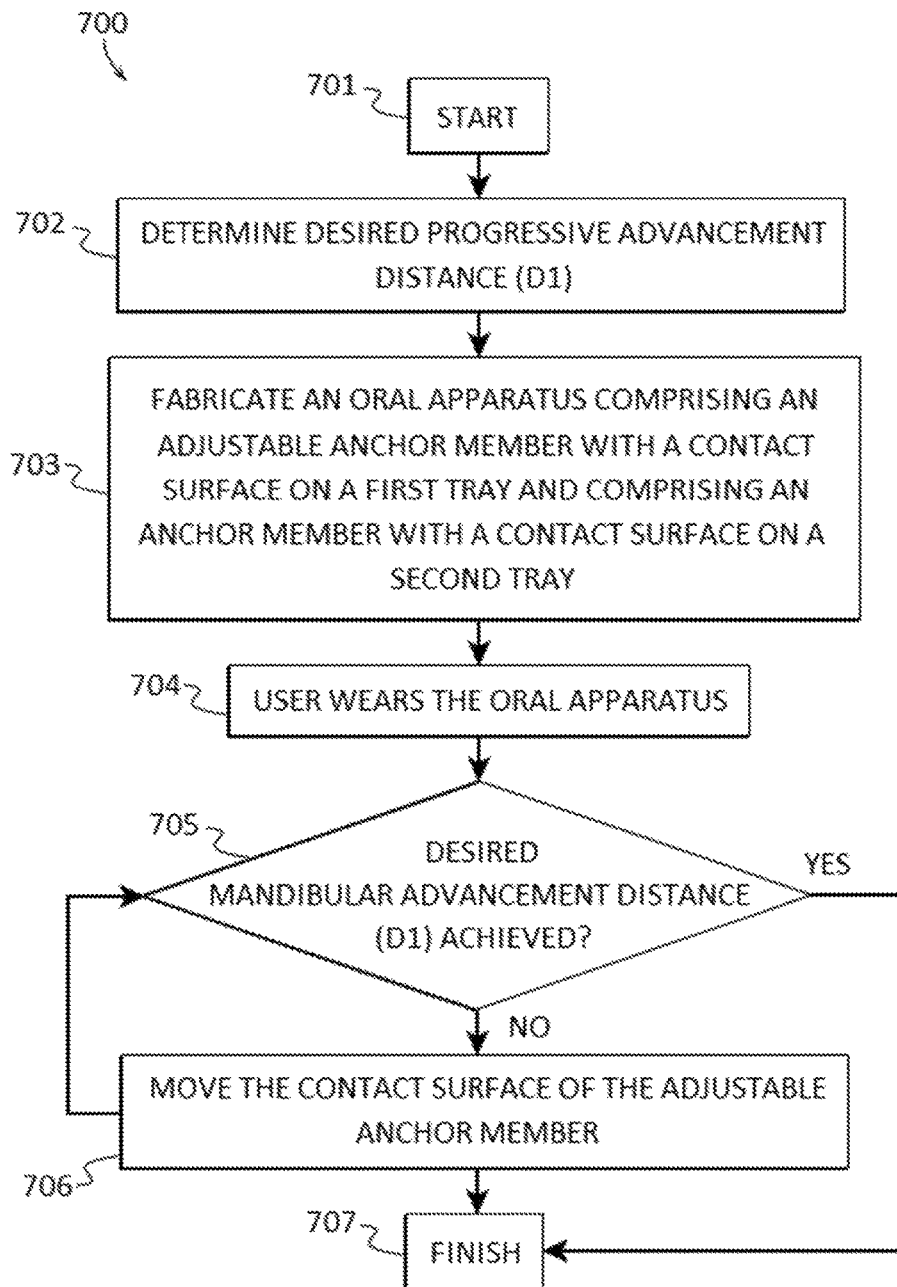 700
701
START
702
DETERMINE DESIRED PROGRESSIVE ADVANCEMENT
DISTANCE (D1)
703
FABRICATE AN ORAL APPARATUS COMPRISING AN
ADJUSTABLE ANCHOR MEMBER WITH A CONTACT
SURFACE ON A FIRST TRAY AND COMPRISING AN
ANCHOR MEMBER WITH A CONTACT SURFACE ON A
SECOND TRAY
704
USER WEARS THE ORAL APPARATUS
705
DESIRED
MANDIBULAR ADVANCEMENT DISTANCE
(D1) ACHIEVED?
YES
NO
MOVE THE CONTACT SURFACE OF THE ADJUSTABLE
ANCHOR MEMBER
706
707
FINISH